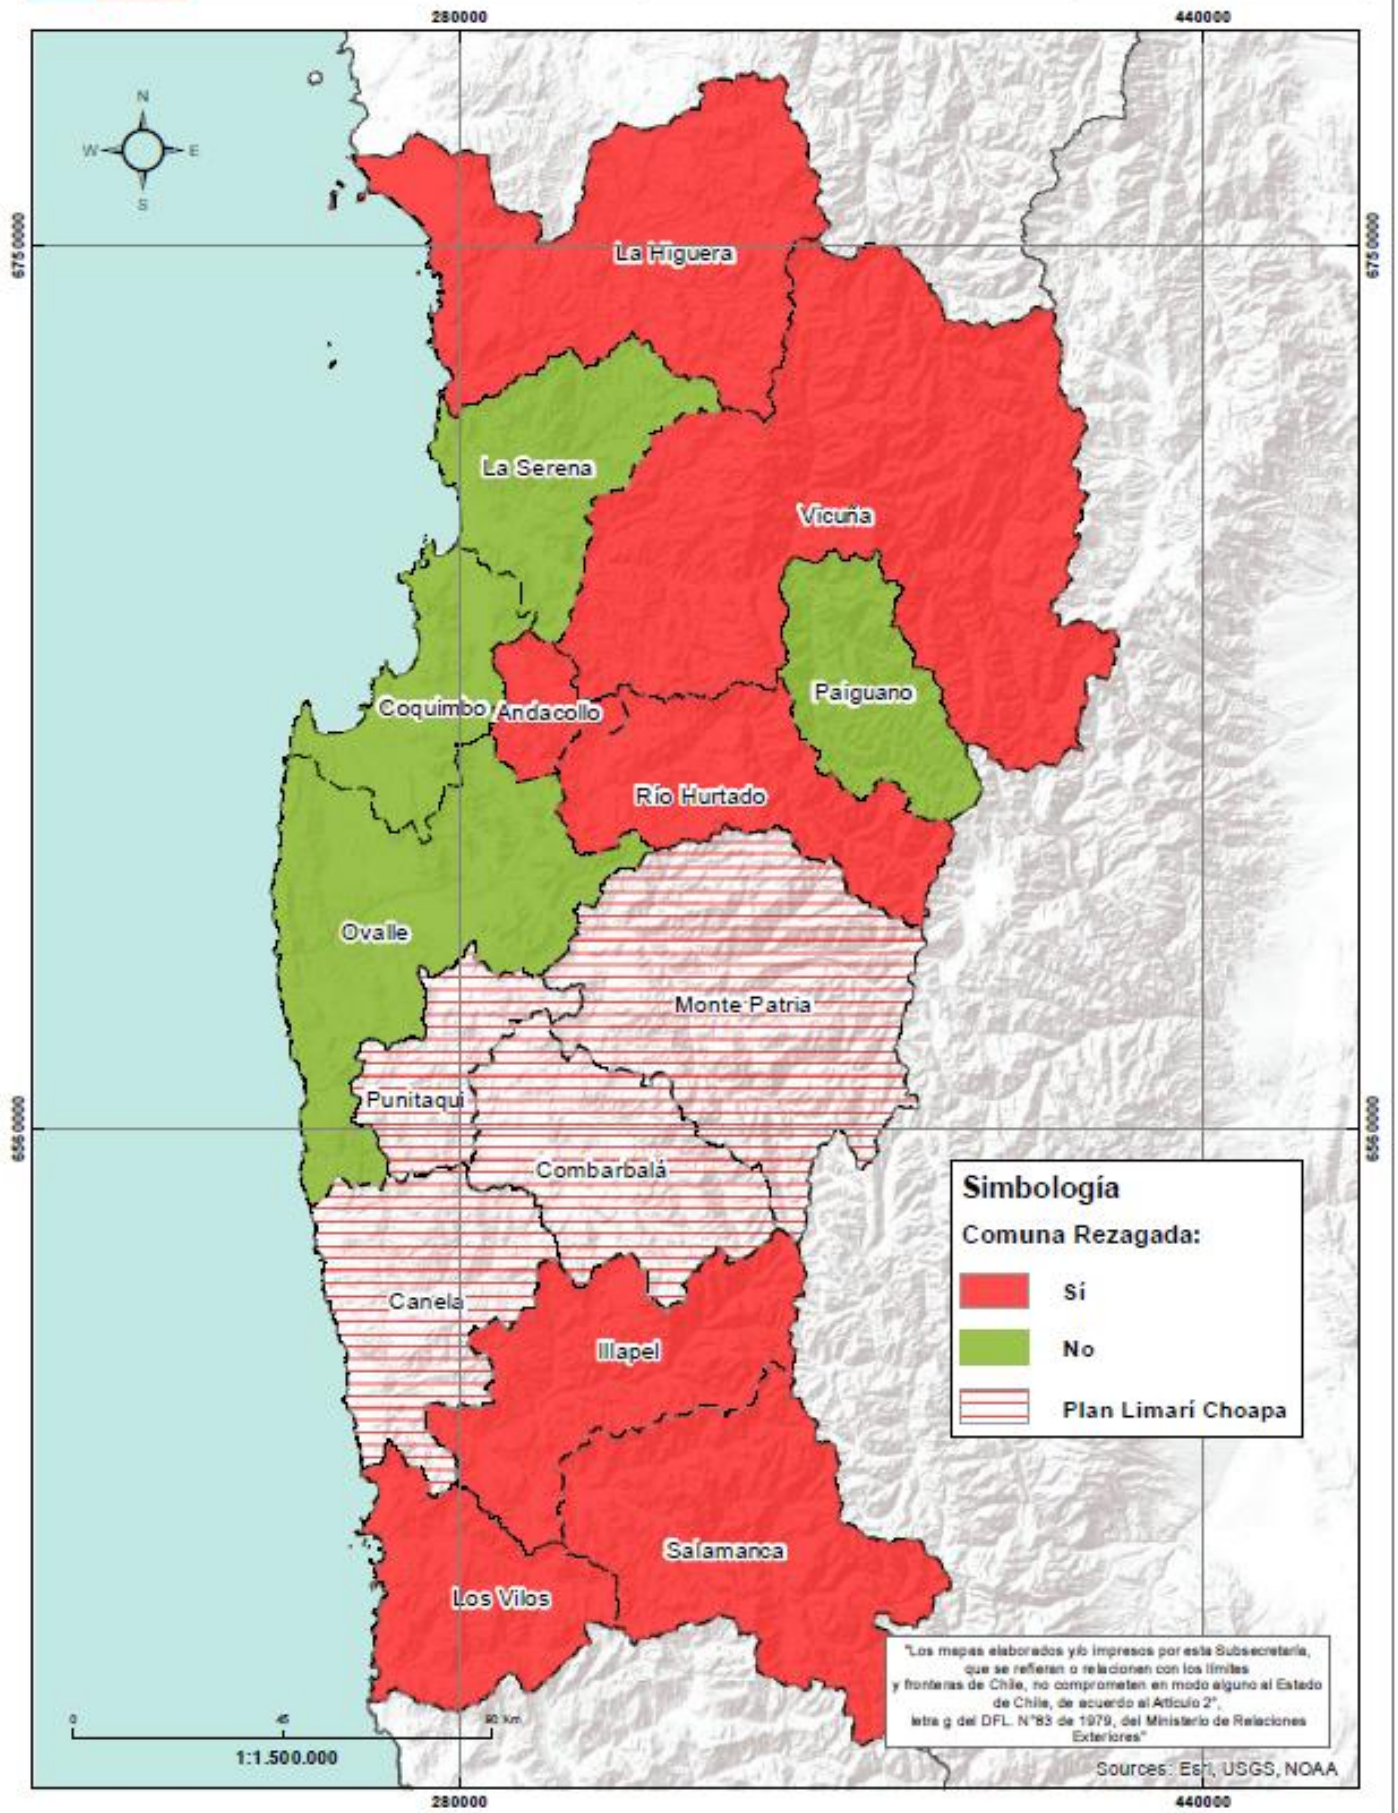 280000
440000
N
W
E
S
6750000
6750000
La Higuera
La Serena
Vicuña
Paiguano
Coquimbo
Andacollo
Río Hurtado
Ovalle
Monte Patria
Punitaqui
6560000
6560000
Combarbalá
Simbología
Comuna Rezagada:
Sí
No
Plan Limarí Choapa
Canela
Illapel
Salamanca
Los Vilos
"Los mapas elaborados y/o impresos por esta Subsecretaría,
que se refieran o relacionen con los límites
y fronteras de Chile, no comprometen en modo alguno al Estado
de Chile, de acuerdo al Artículo 2°,
letra g del DFL. N°83 de 1979, del Ministerio de Relaciones
Exteriores"
0
45
90 Km
1:1.500.000
Sources: Esri, USGS, NOAA
280000
440000